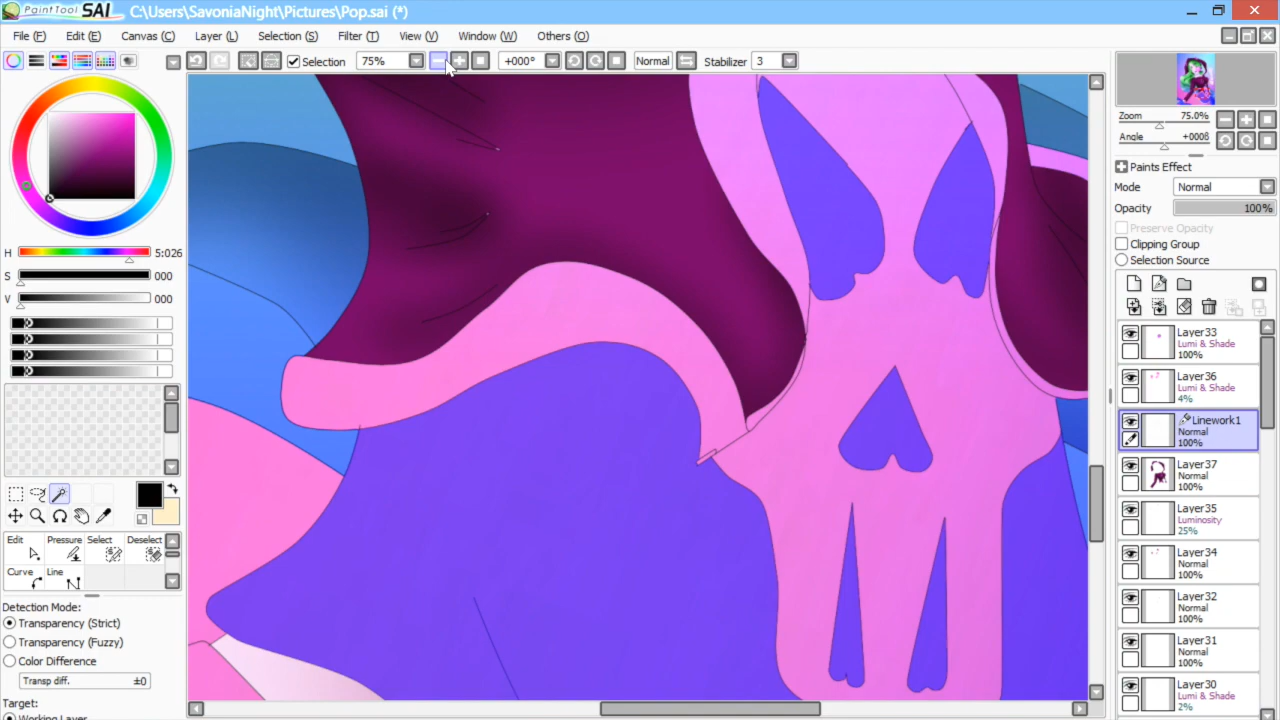 PaintTool SAI C:\Users\SavoniaNight\Pictures\Pop.sai (*)
File (F) Edit (E) Canvas (C) Layer (L) Selection (S) Filter (T) View (V) Window (W) Others (O)
Selection 75% +000° Normal Stabilizer 3
Zoom 75.0%
Angle +000ß
Paints Effect
Mode Normal
Opacity 100%
Preserve Opacity
Clipping Group
Selection Source
H 5:026
S 000
V 000
Layer33
Lumi & Shade
100%
Layer36
Lumi & Shade
4%
Linework1
Normal
100%
Layer37
Normal
100%
Layer35
Luminosity
25%
Layer34
Normal
100%
Layer32
Normal
100%
Layer31
Normal
100%
Layer30
Lumi & Shade
2%
Edit Pressure Select Deselect
Curve Line
Detection Mode:
Transparency (Strict)
Transparency (Fuzzy)
Color Difference
Transp diff. ±0
Target:
Working Layer